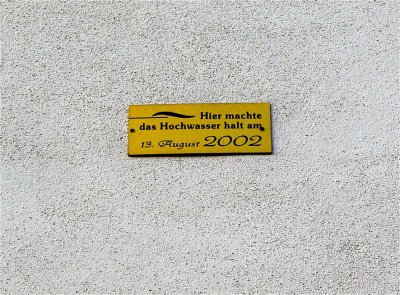 Hier machte
das Hochwasser halt am
13. August 2002